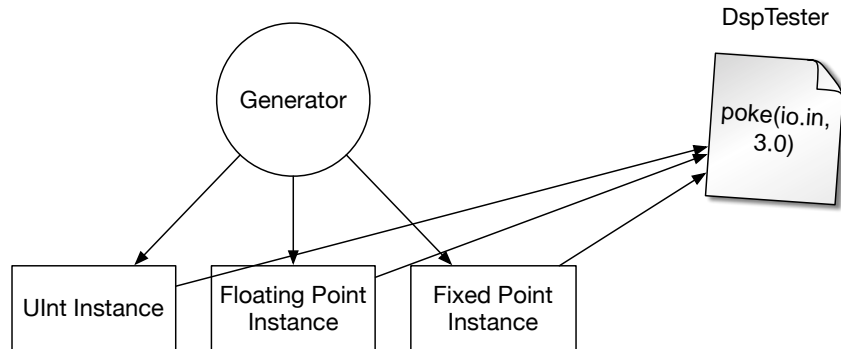 DspTester
Generator
poke(io.in,
3.0)
UInt Instance
Floating Point
Instance
Fixed Point
Instance